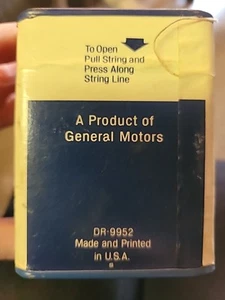 To Open
Pull String and
Press Along
String Line
A Product of
General Motors
DR-9952
Made and Printed
in U.S.A.